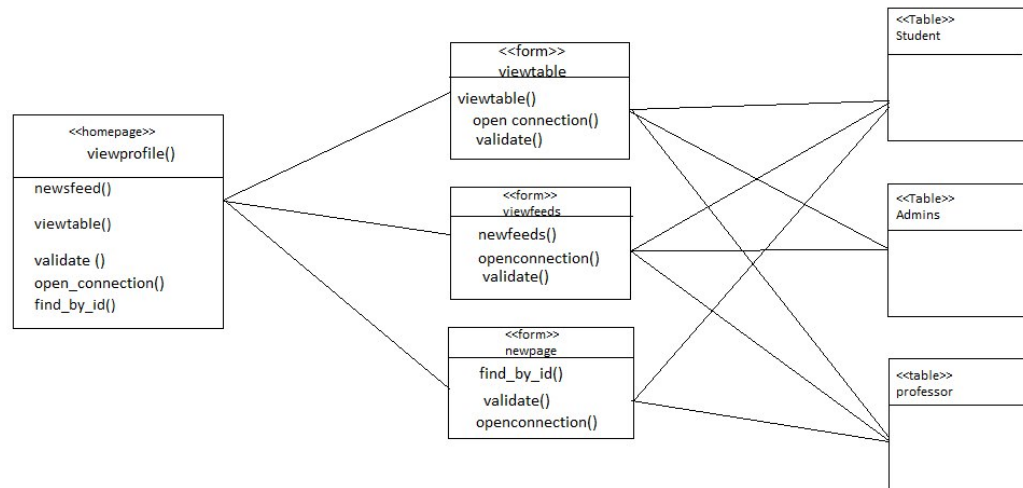 <<homepage>>
viewprofile()
newsfeed()
viewtable()
validate ()
open_connection()
find_by_id()
<<form>>
viewtable
viewtable()
open connection()
validate()
<<form>>
viewfeeds
newfeeds()
openconnection()
validate()
<<form>>
newpage
find_by_id()
validate()
openconnection()
<<Table>>
Student
<<Table>>
Admins
<<table>>
professor